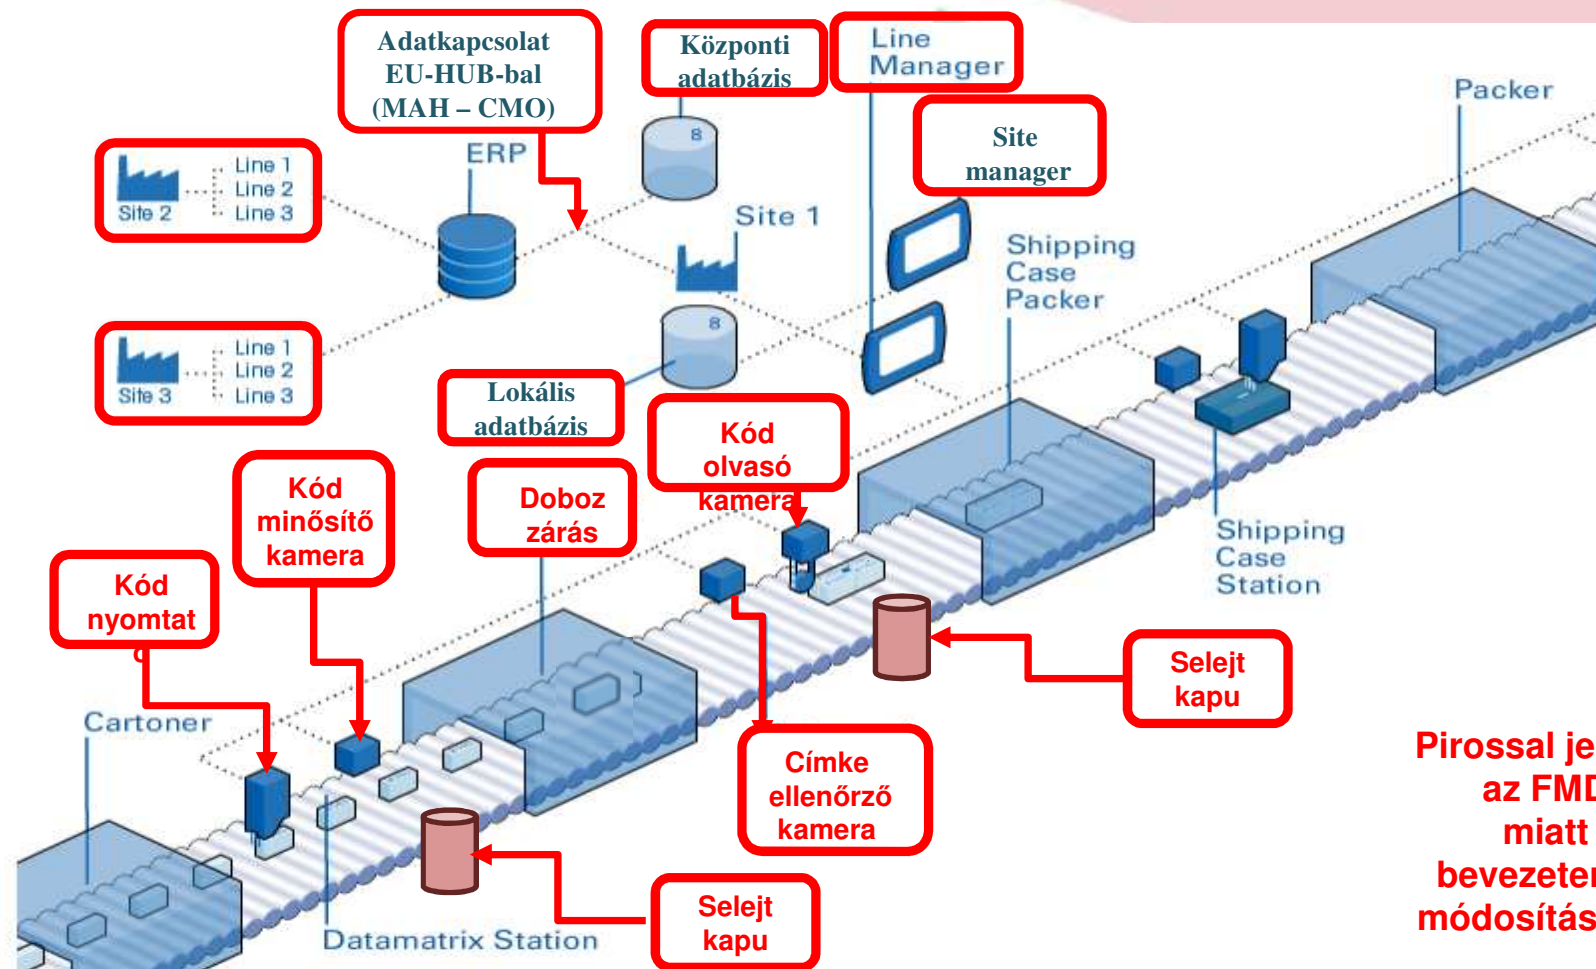 Adatkapcsolat
EU-HUB-bal
(MAH – CMO)
Központi
adatbázis
Line
Manager
Site
manager
Packer
ERP
Line 1
Line 2
Line 3
Site 2
Site 1
Shipping
Case
Packer
Line 1
Line 2
Line 3
Site 3
8
8
Lokális
adatbázis
Kód
olvasó
kamera
Kód
minősítő
kamera
Doboz
zárás
Kód
nyomtat
Shipping
Case
Station
Selejt
kapu
Cartoner
Címke
ellenőrző
kamera
Selejt
kapu
Datamatrix Station
Pirossal je
az FMD
miatt
bevezeten
módosítás